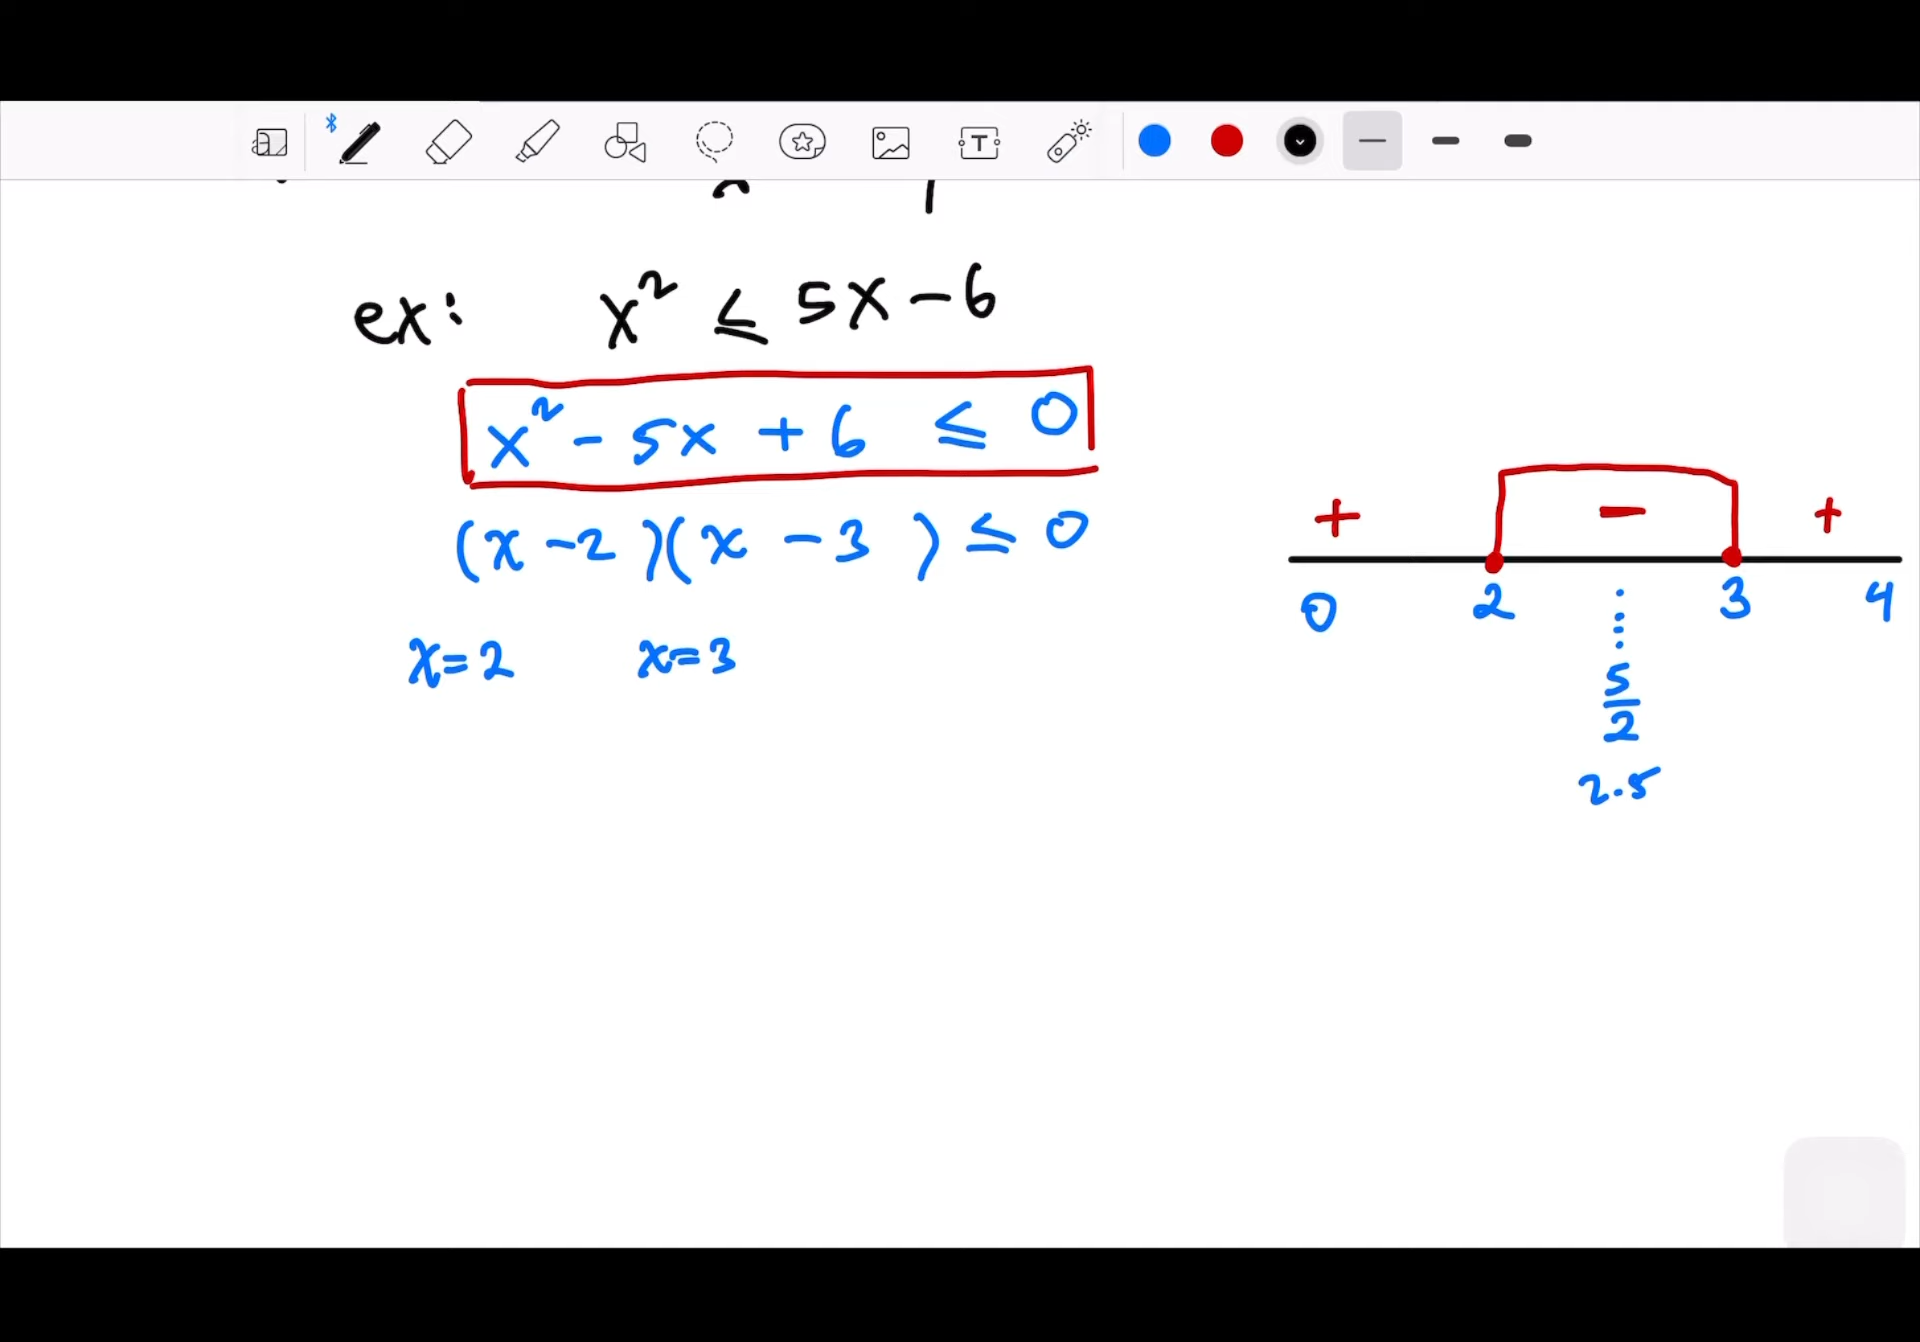 ex: x² ≤ 5x - 6
x² - 5x + 6 ≤ 0
(x - 2)(x - 3) ≤ 0
x = 2 x = 3
+ - +
0 2 3 4
5/2
2.5
T